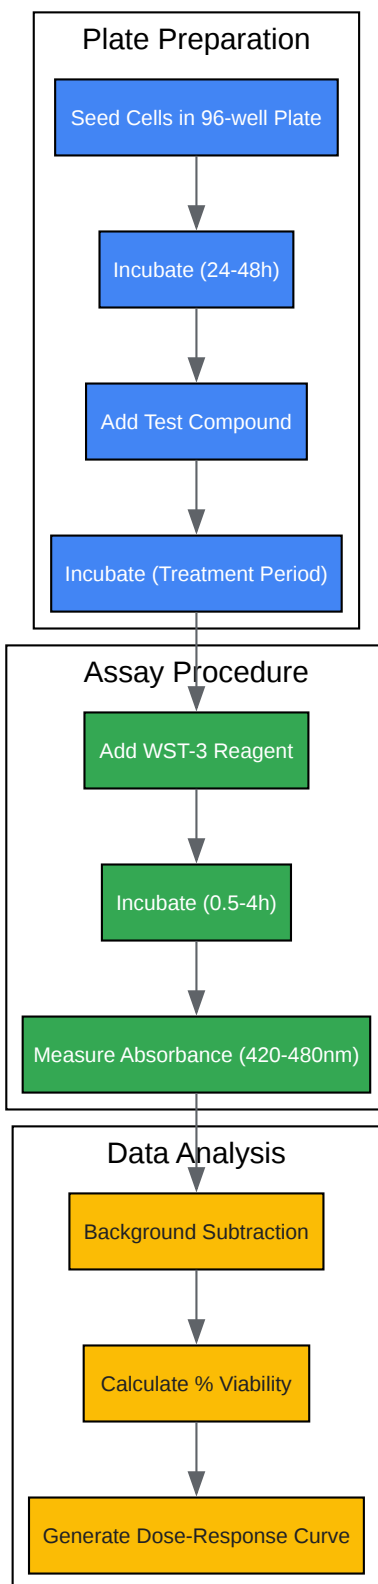 Plate Preparation
Seed Cells in 96-well Plate
Incubate (24-48h)
Add Test Compound
Incubate (Treatment Period)
Assay Procedure
Add WST-3 Reagent
Incubate (0.5-4h)
Measure Absorbance (420-480nm)
Data Analysis
Background Subtraction
Calculate % Viability
Generate Dose-Response Curve